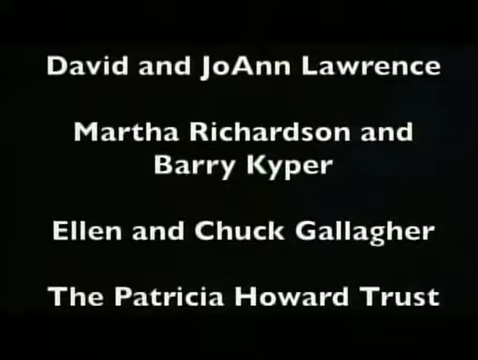 David and JoAnn Lawrence
Martha Richardson and
Barry Kyper
Ellen and Chuck Gallagher
The Patricia Howard Trust